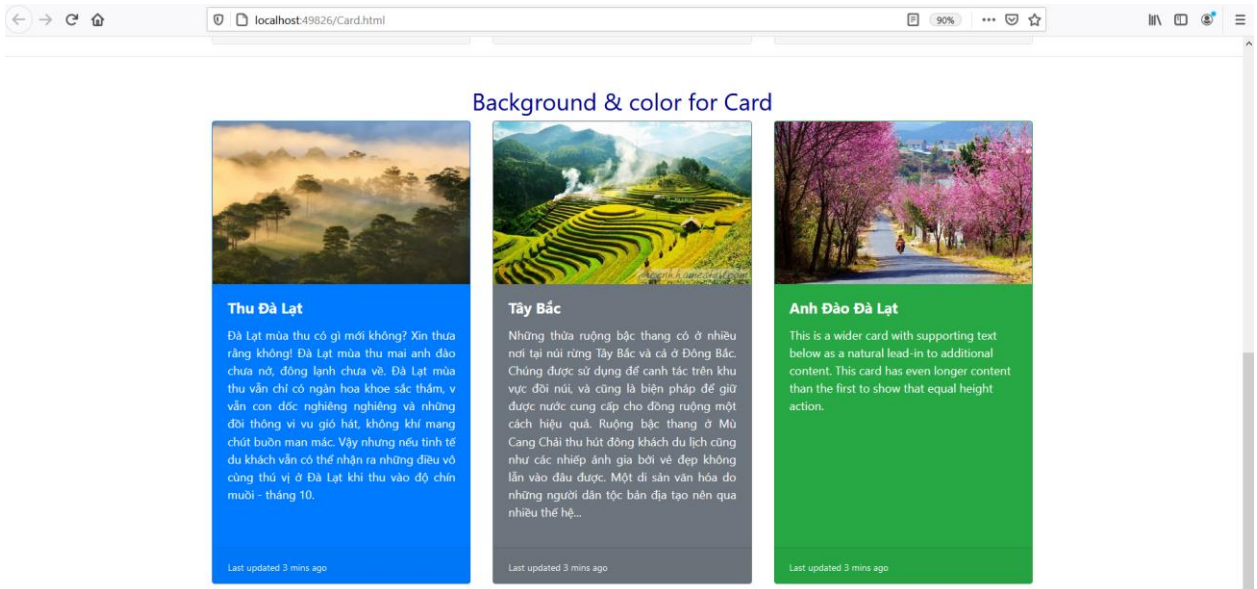 localhost:49826/Card.html
90%
Background & color for Card
Thu Đà Lạt
Đà Lạt mùa thu có gì mới không? Xin thưa
rằng không! Đà Lạt mùa thu mai anh đào
chưa nở, đông lạnh chưa về. Đà Lạt mùa
thu vẫn chỉ có ngàn hoa khoe sắc thắm, v
vẫn con dốc nghiêng nghiêng và những
đồi thông vi vu gió hát, không khí mang
chút buồn man mác. Vậy nhưng nếu tinh tế
du khách vẫn có thể nhận ra những điều vô
cùng thú vị ở Đà Lạt khi thu vào độ chín
muồi - tháng 10.
Last updated 3 mins ago
Tây Bắc
Những thửa ruộng bậc thang có ở nhiều
nơi tại núi rừng Tây Bắc và cả ở Đông Bắc.
Chúng được sử dụng để canh tác trên khu
vực đồi núi, và cũng là biện pháp để giữ
được nước cung cấp cho đồng ruộng một
cách hiệu quả. Ruộng bậc thang ở Mù
Cang Chải thu hút đông khách du lịch cũng
như các nhiếp ảnh gia bởi vẻ đẹp không
lẫn vào đâu được. Một di sản văn hóa do
những người dân tộc bản địa tạo nên qua
nhiều thế hệ...
Last updated 3 mins ago
Anh Đào Đà Lạt
This is a wider card with supporting text
below as a natural lead-in to additional
content. This card has even longer content
than the first to show that equal height
action.
Last updated 3 mins ago